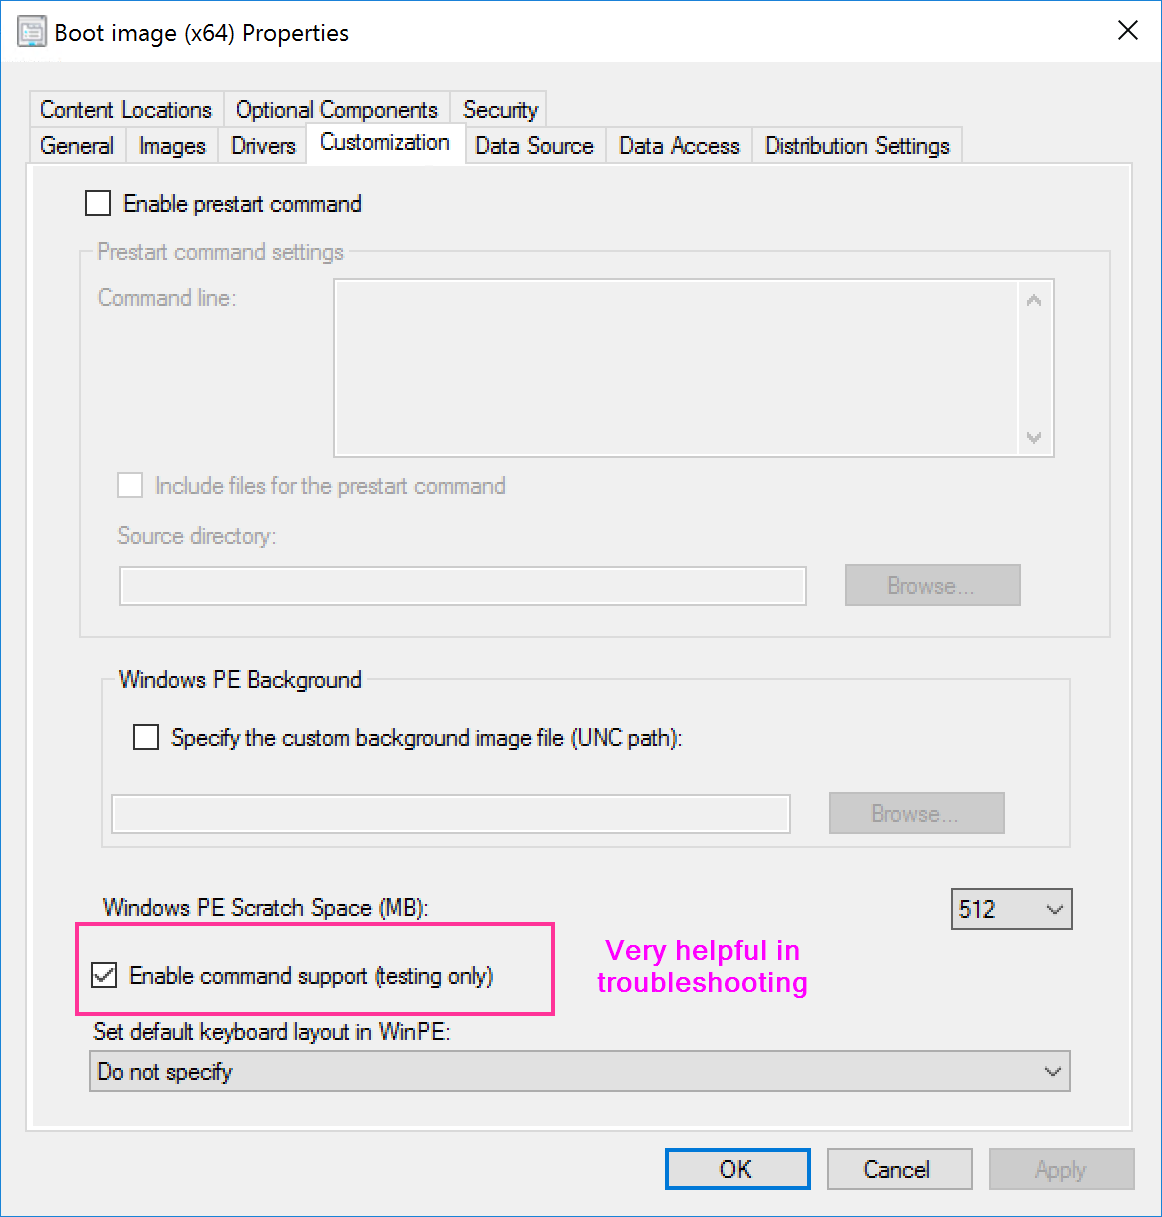 Boot image (x64) Properties
Content Locations
Optional Components
Security
General
Images
Drivers
Customization
Data Source
Data Access
Distribution Settings
Enable prestart command
Prestart command settings
Command line:
Include files for the prestart command
Source directory:
Browse...
Windows PE Background
Specify the custom background image file (UNC path):
Browse...
Windows PE Scratch Space (MB):
512
Enable command support (testing only)
Very helpful in
troubleshooting
Set default keyboard layout in WinPE:
Do not specify
OK
Cancel
Apply